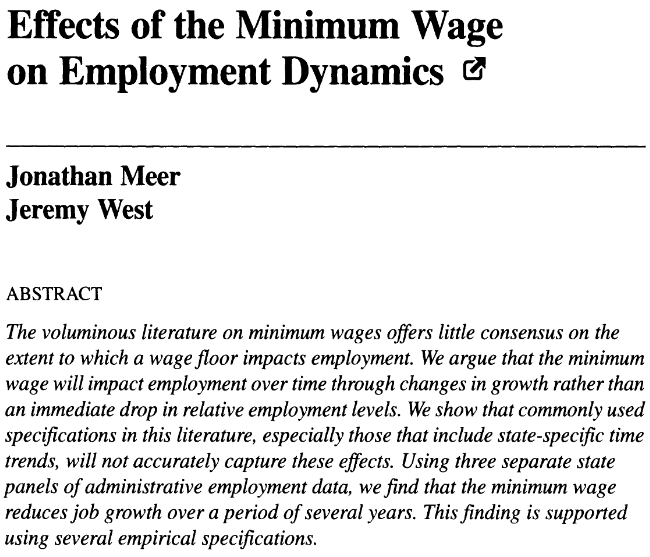 Effects of the Minimum Wage
on Employment Dynamics
Jonathan Meer
Jeremy West
ABSTRACT
The voluminous literature on minimum wages offers little consensus on the
extent to which a wage floor impacts employment. We argue that the minimum
wage will impact employment over time through changes in growth rather than
an immediate drop in relative employment levels. We show that commonly used
specifications in this literature, especially those that include state-specific time
trends, will not accurately capture these effects. Using three separate state
panels of administrative employment data, we find that the minimum wage
reduces job growth over a period of several years. This finding is supported
using several empirical specifications.